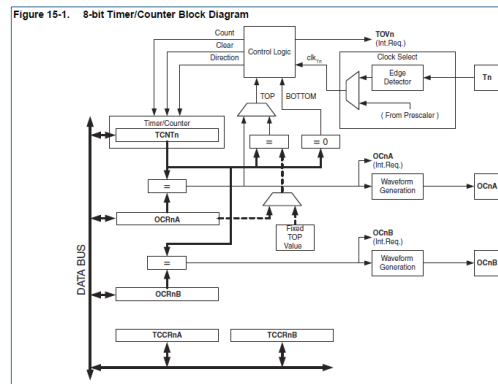 Figure 15-1. 8-bit Timer/Counter Block Diagram
Count
Clear
Direction
Control Logic
clkTn
TOVn
(Int.Req.)
Clock Select
Edge
Detector
Tn
( From Prescaler )
TOP
BOTTOM
Timer/Counter
TCNTn
=
= 0
=
OCnA
(Int.Req.)
Waveform
Generation
OCnA
OCRnA
Fixed
TOP
Value
OCnB
(Int.Req.)
=
Waveform
Generation
OCnB
OCRnB
DATA BUS
TCCRnA
TCCRnB